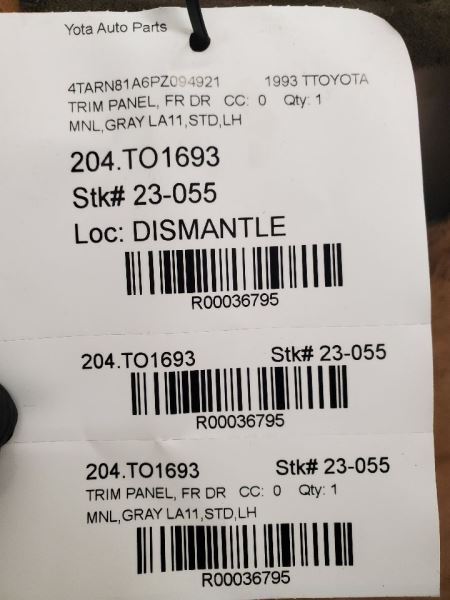 Yota Auto Parts
4TARN81A6PZ094921 1993 TTOYOTA
TRIM PANEL, FR DR CC: 0 Qty: 1
MNL,GRAY LA11,STD,LH
204.TO1693
Stk# 23-055
Loc: DISMANTLE
R00036795
204.TO1693 Stk# 23-055
R00036795
204.TO1693 Stk# 23-055
TRIM PANEL, FR DR CC: 0 Qty: 1
MNL,GRAY LA11,STD,LH
R00036795